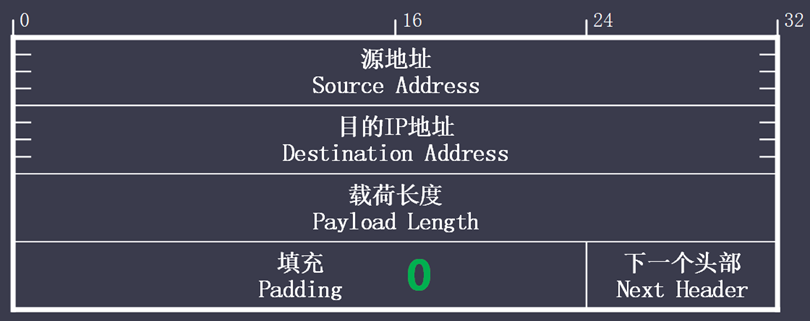 0 16 24 32
源地址
Source Address
目的IP地址
Destination Address
载荷长度
Payload Length
填充
Padding
0
下一个头部
Next Header